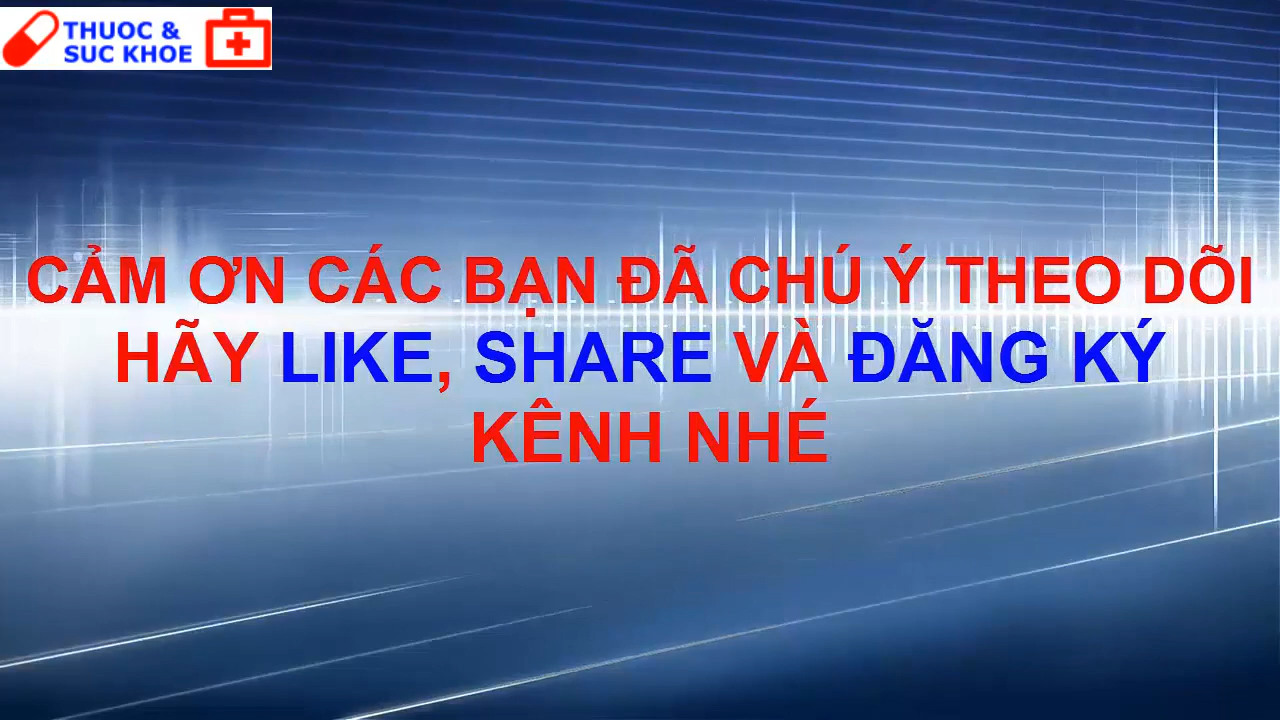 THUOC &
SUC KHOE
CẢM ƠN CÁC BẠN ĐÃ CHÚ Ý THEO DÕI
HÃY LIKE, SHARE VÀ ĐĂNG KÝ
KÊNH NHÉ